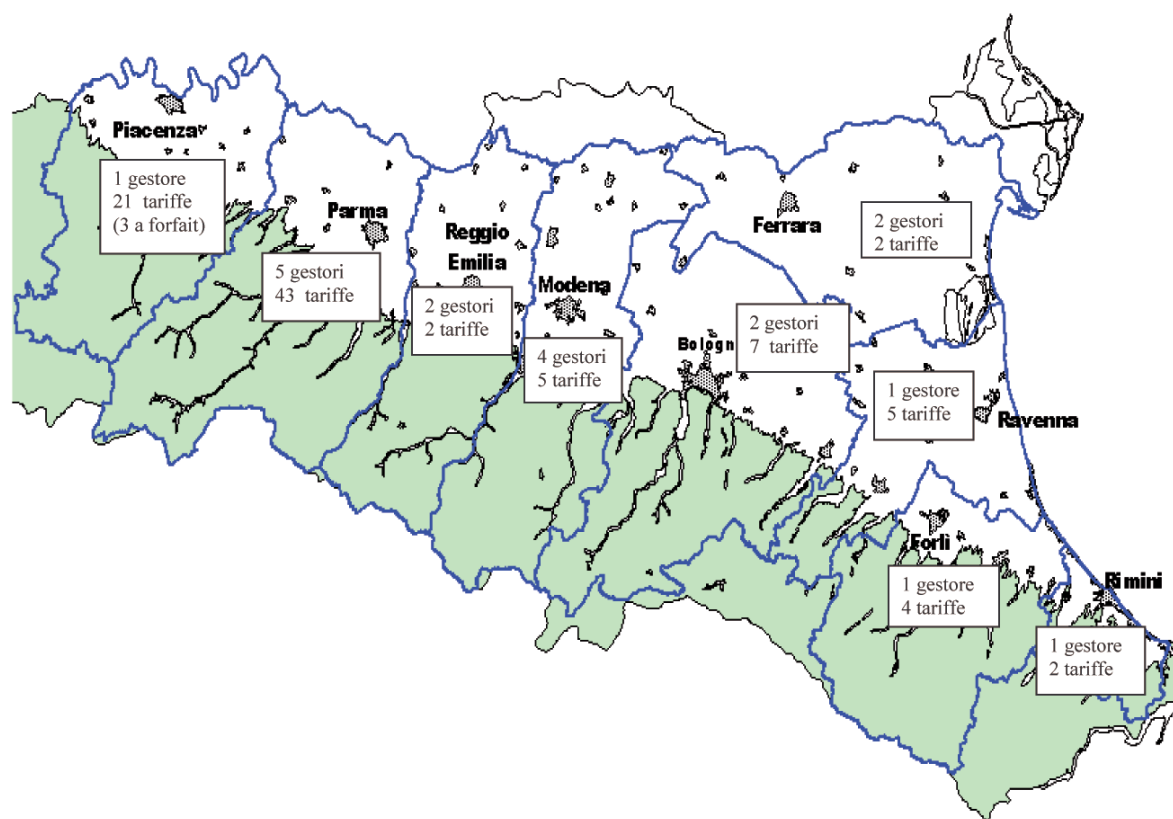 Piacenza
1 gestore
21 tariffe
(3 a forfait)
Parma
5 gestori
43 tariffe
Reggio
Emilia
2 gestori
2 tariffe
Modena
4 gestori
5 tariffe
Bologn
2 gestori
7 tariffe
Ferrara
2 gestori
2 tariffe
1 gestore
5 tariffe
Ravenna
Forlì
1 gestore
4 tariffe
Rimini
1 gestore
2 tariffe